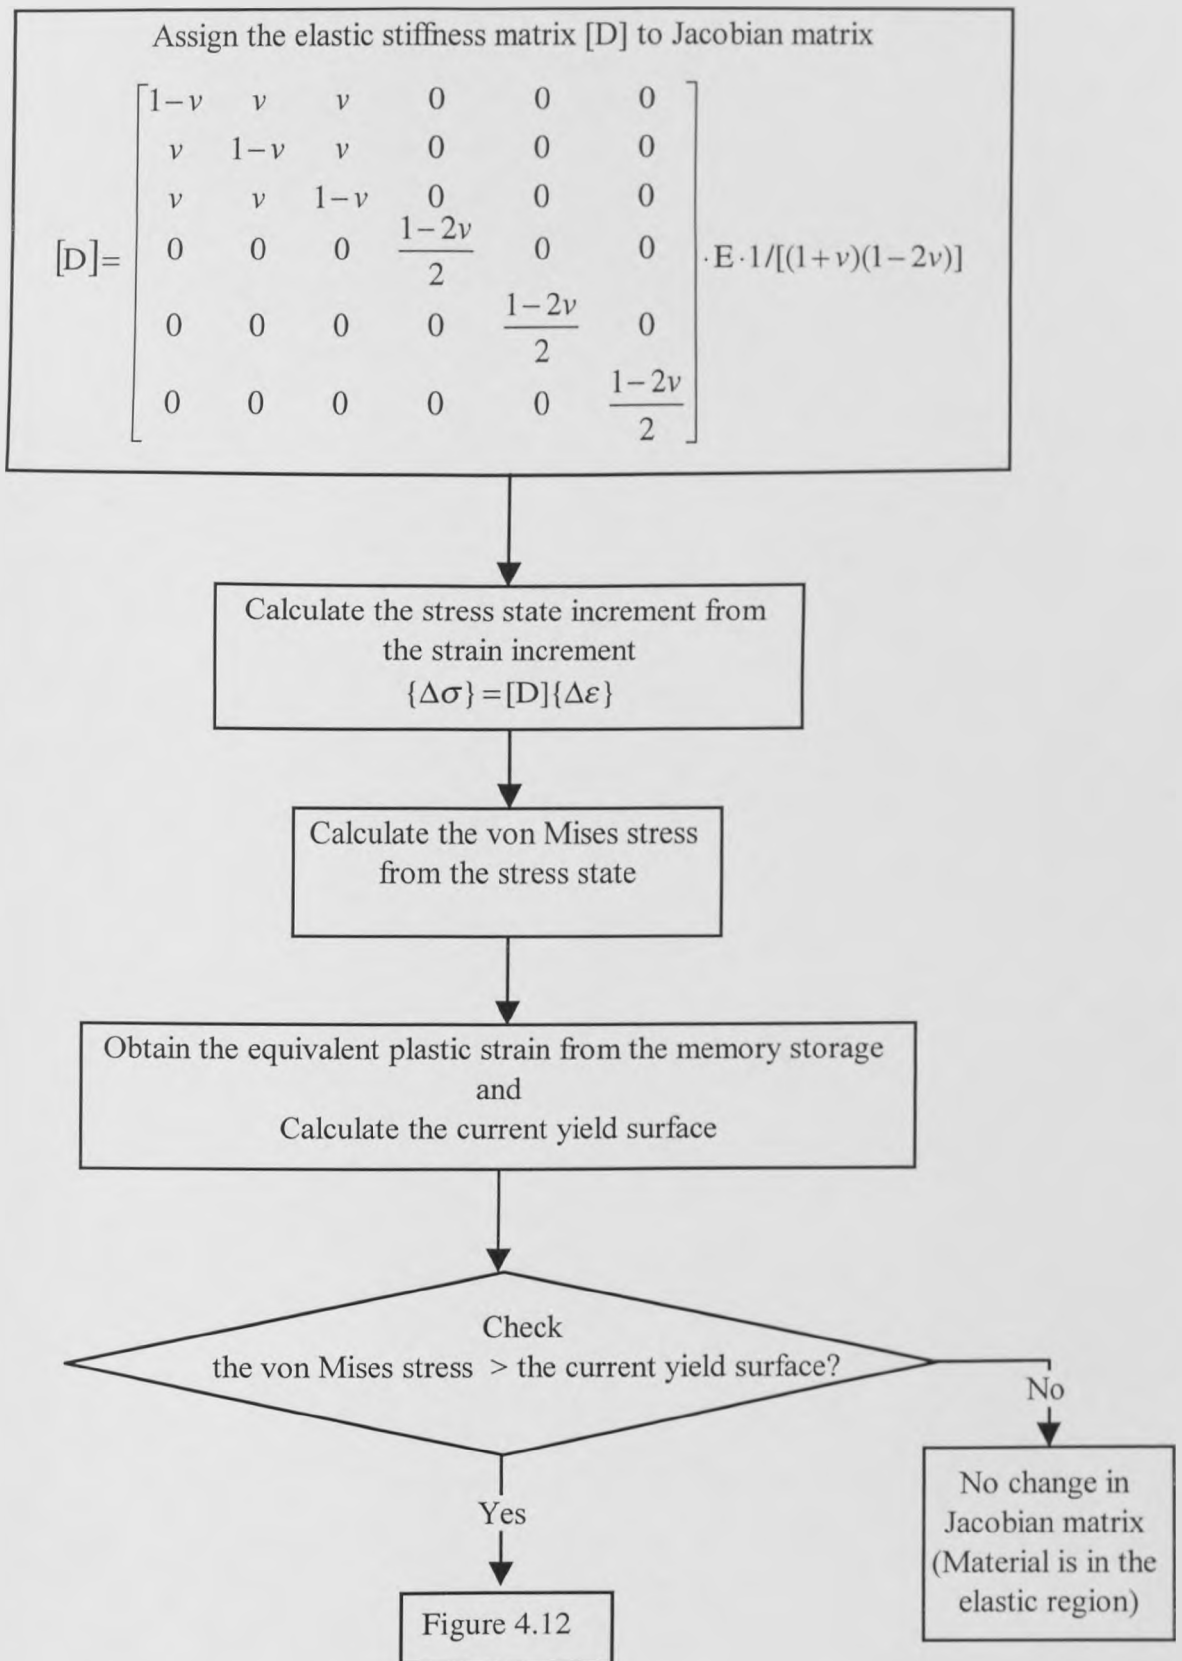 Assign the elastic stiffness matrix [D] to Jacobian matrix
1−ν ν ν 0 0 0
ν 1−ν ν 0 0 0
ν ν 1−ν 0 0 0
[D]= 0 0 0 (1−2ν)/2 0 0 ·E·1/[(1+ν)(1−2ν)]
0 0 0 0 (1−2ν)/2 0
0 0 0 0 0 (1−2ν)/2
Calculate the stress state increment from
the strain increment
{Δσ}=[D]{Δε}
Calculate the von Mises stress
from the stress state
Obtain the equivalent plastic strain from the memory storage
and
Calculate the current yield surface
Check
the von Mises stress > the current yield surface?
No
Yes
No change in
Jacobian matrix
(Material is in the
elastic region)
Figure 4.12